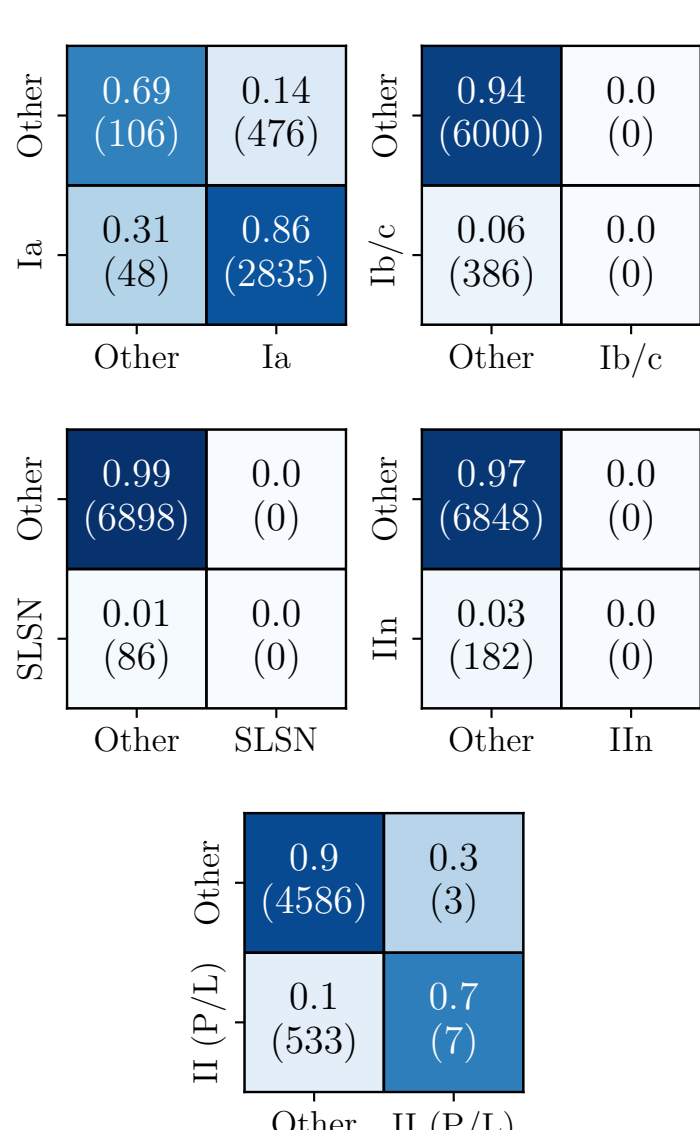 Other
0.69
(106)
0.14
(476)
Ia
0.31
(48)
0.86
(2835)
Other
Ia
Other
0.94
(6000)
0.0
(0)
Ib/c
0.06
(386)
0.0
(0)
Other
Ib/c
Other
0.99
(6898)
0.0
(0)
SLSN
0.01
(86)
0.0
(0)
Other
SLSN
Other
0.97
(6848)
0.0
(0)
IIn
0.03
(182)
0.0
(0)
Other
IIn
Other
0.9
(4586)
0.3
(3)
II (P/L)
0.1
(533)
0.7
(7)
Other
II (P/L)